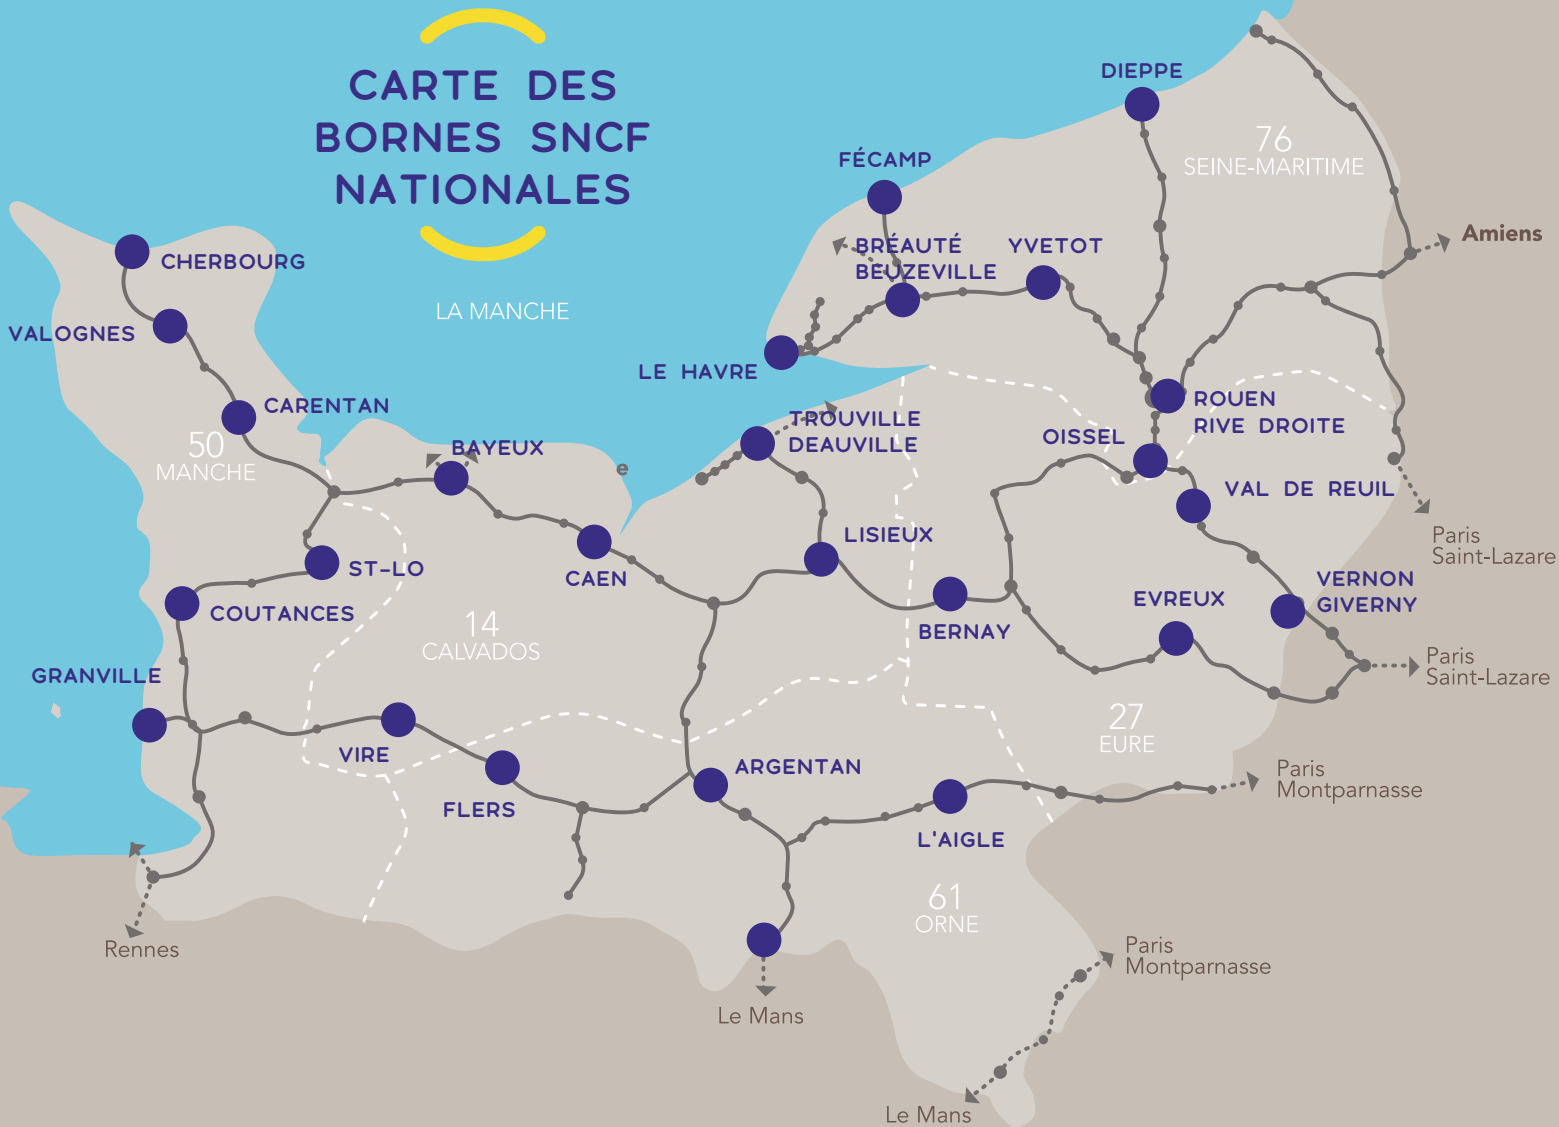 CARTE DES
BORNES SNCF
NATIONALES
DIEPPE
76
SEINE-MARITIME
FÉCAMP
Amiens
BRÉAUTÉ
BEUZEVILLE
YVETOT
CHERBOURG
LA MANCHE
VALOGNES
LE HAVRE
CARENTAN
TROUVILLE
DEAUVILLE
ROUEN
RIVE DROITE
OISSEL
50
MANCHE
BAYEUX
e
VAL DE REUIL
LISIEUX
Paris
Saint-Lazare
ST-LO
CAEN
VERNON
GIVERNY
EVREUX
COUTANCES
14
CALVADOS
BERNAY
Paris
Saint-Lazare
GRANVILLE
27
EURE
VIRE
ARGENTAN
Paris
Montparnasse
FLERS
L'AIGLE
61
ORNE
Rennes
Paris
Montparnasse
Le Mans
Le Mans